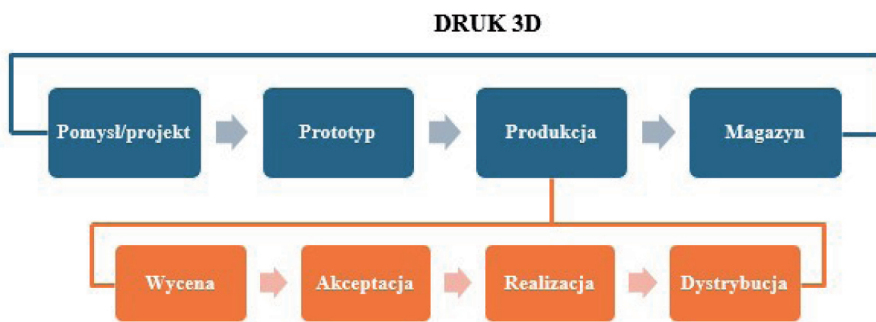 DRUK 3D
Pomysł/projekt
Prototyp
Produkcja
Magazyn
Wycena
Akceptacja
Realizacja
Dystrybucja